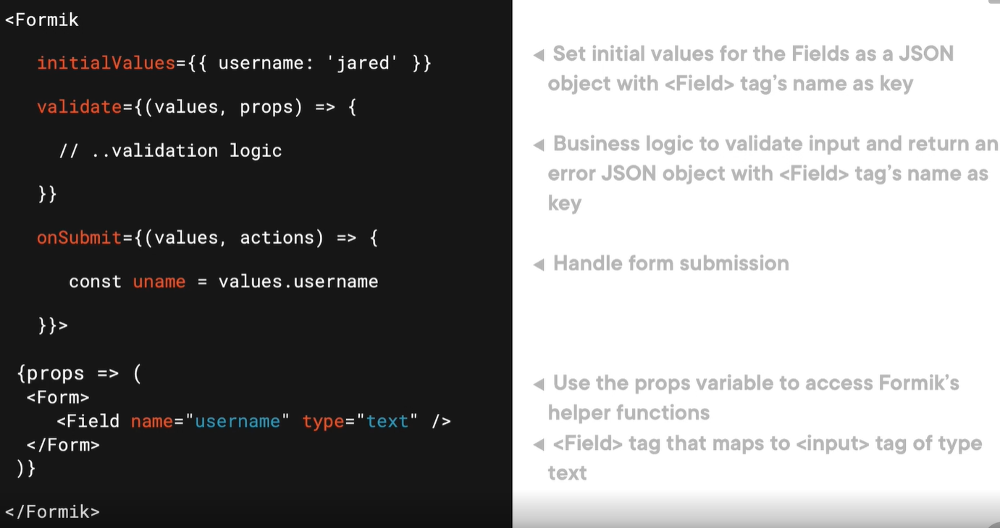 <Formik
initialValues={{ username: 'jared' }}
validate={(values, props) => {
// ..validation logic
}}
onSubmit={(values, actions) => {
const uname = values.username
}}>
{props => (
<Form>
<Field name="username" type="text" />
</Form>
)}
</Formik>
◀ Set initial values for the Fields as a JSON
object with <Field> tag’s name as key
◀ Business logic to validate input and return an
error JSON object with <Field> tag’s name as
key
◀ Handle form submission
◀ Use the props variable to access Formik’s
helper functions
◀ <Field> tag that maps to <input> tag of type
text